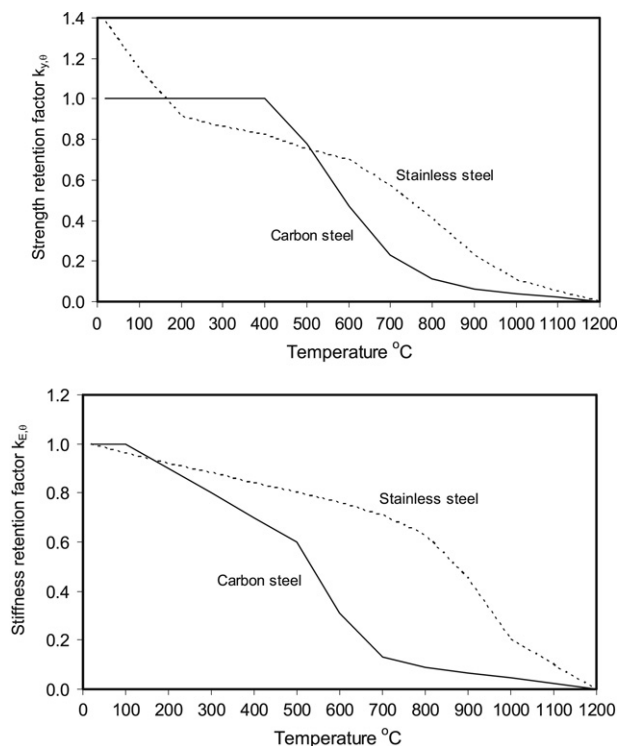 1.4
1.2
1.0
0.8
0.6
0.4
0.2
0.0
Strength retention factor ky,θ
Stainless steel
Carbon steel
0 100 200 300 400 500 600 700 800 900 1000 1100 1200
Temperature °C
1.2
1.0
0.8
0.6
0.4
0.2
0.0
Stiffness retention factor kE,θ
Stainless steel
Carbon steel
0 100 200 300 400 500 600 700 800 900 1000 1100 1200
Temperature °C